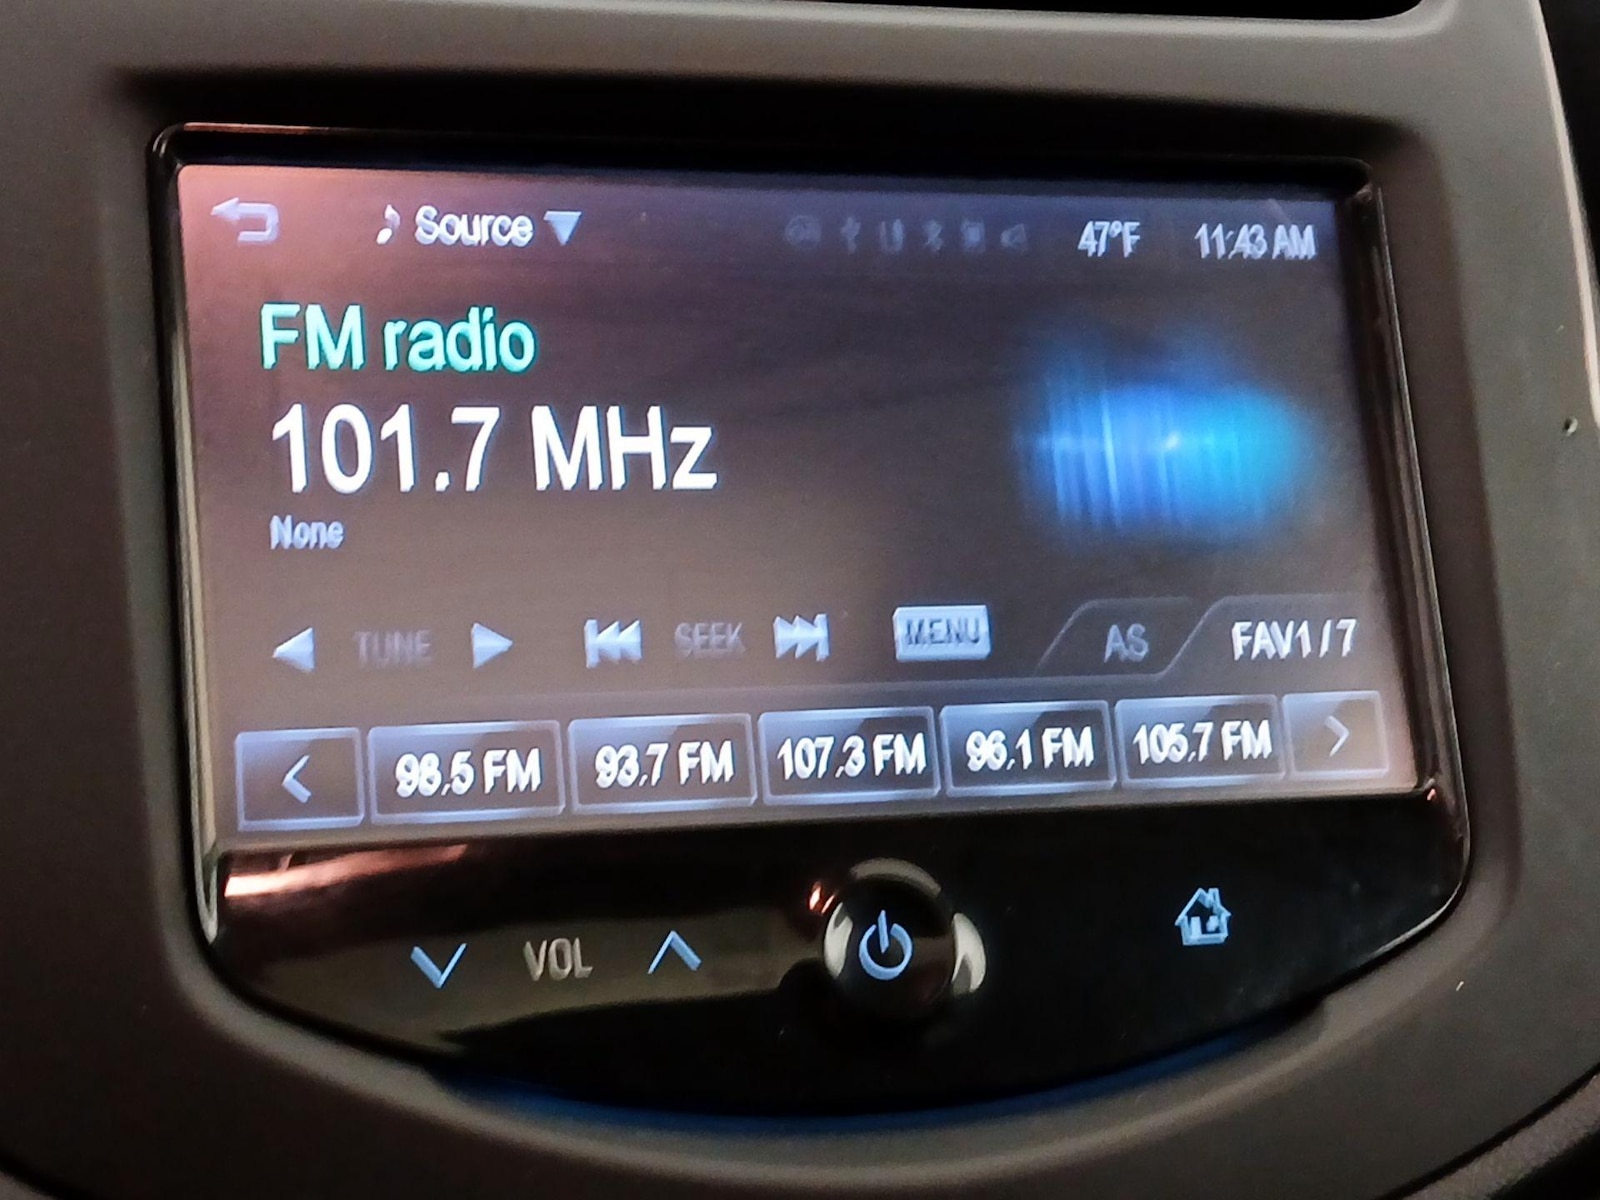 Source 47°F 11:43 AM
FM radio
101.7 MHz
None
TUNE SEEK MENU AS FAV1/7
98.5 FM 93.7 FM 107.3 FM 96.1 FM 105.7 FM
VOL